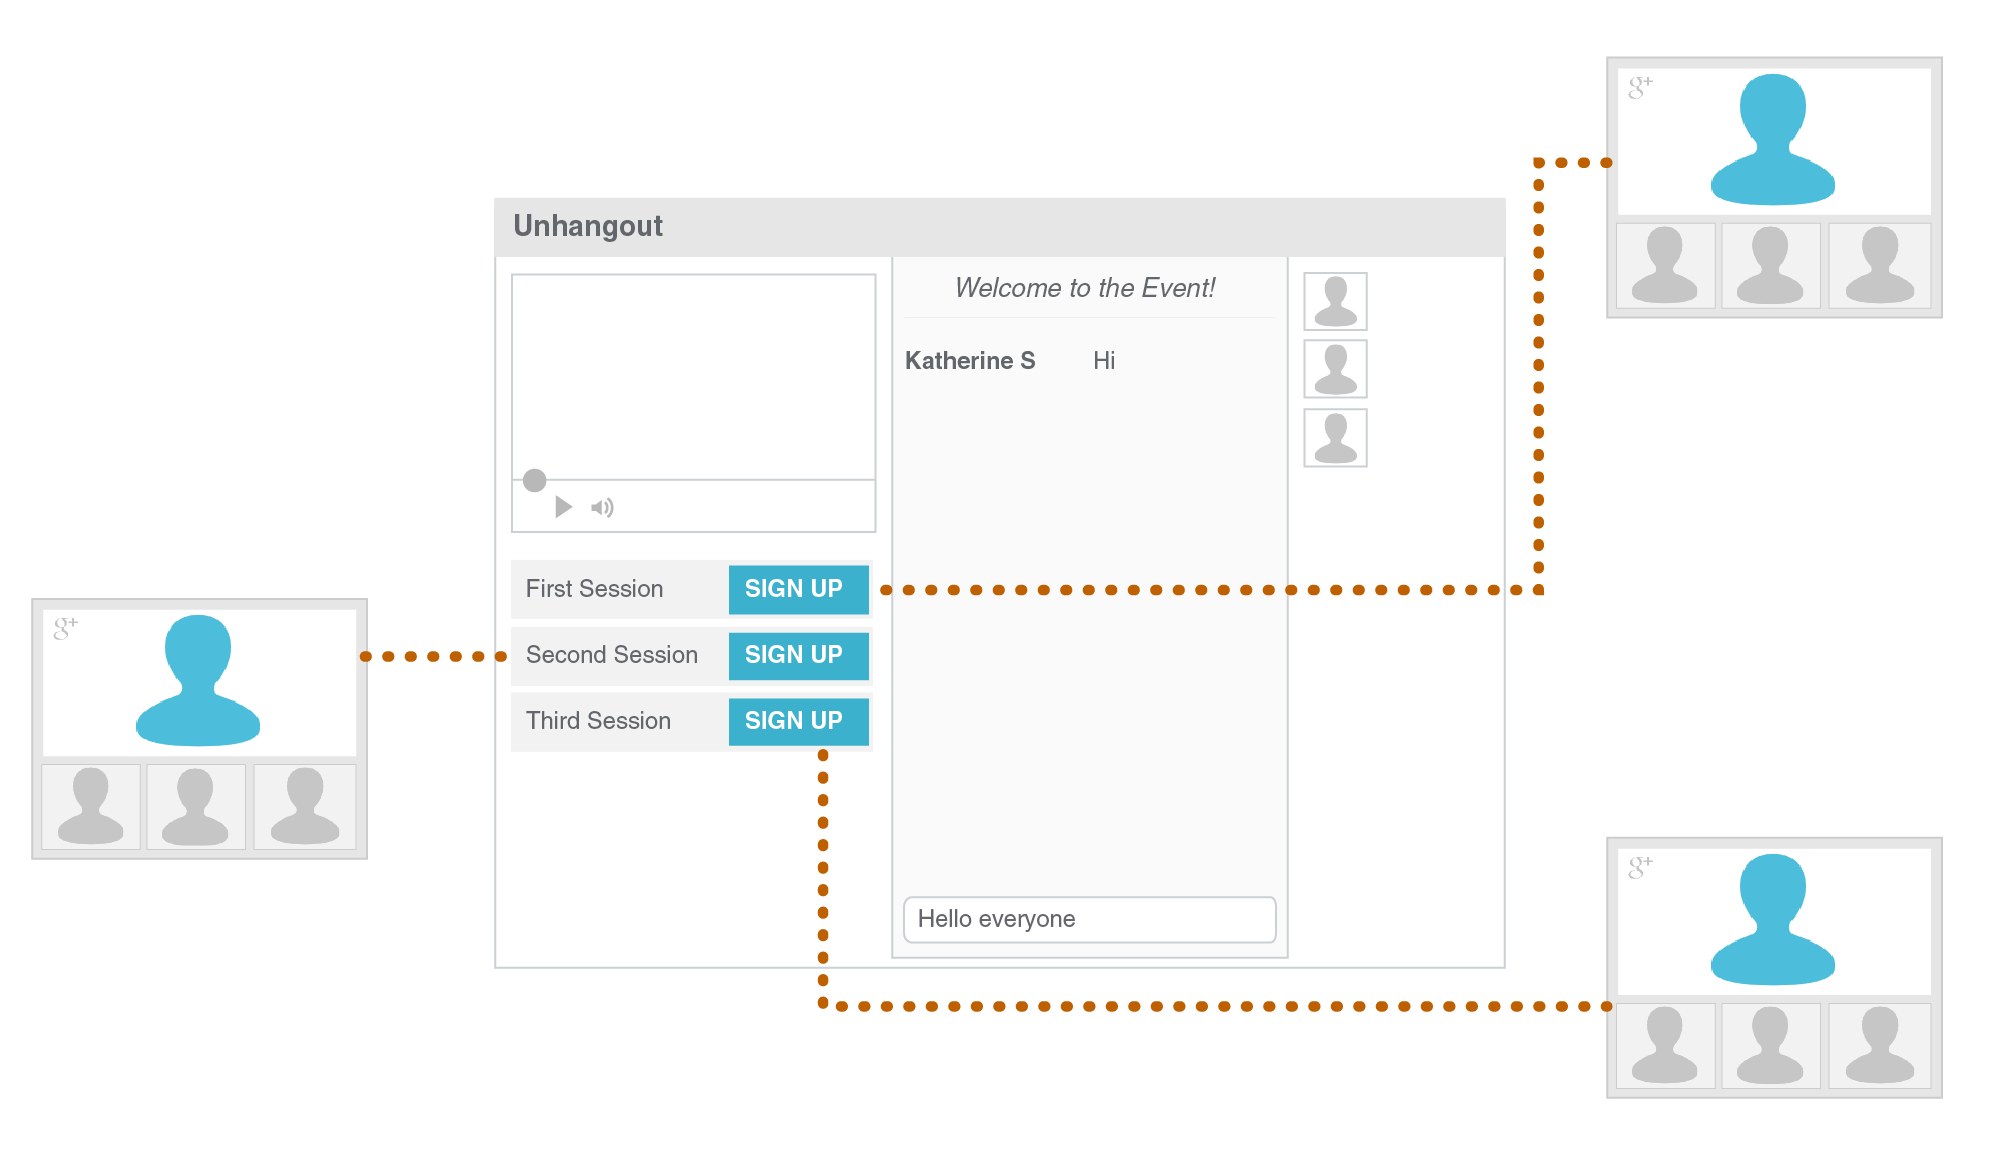 g+
Unhangout
Welcome to the Event!
Katherine S Hi
First Session SIGN UP
Second Session SIGN UP
Third Session SIGN UP
Hello everyone
g+
g+